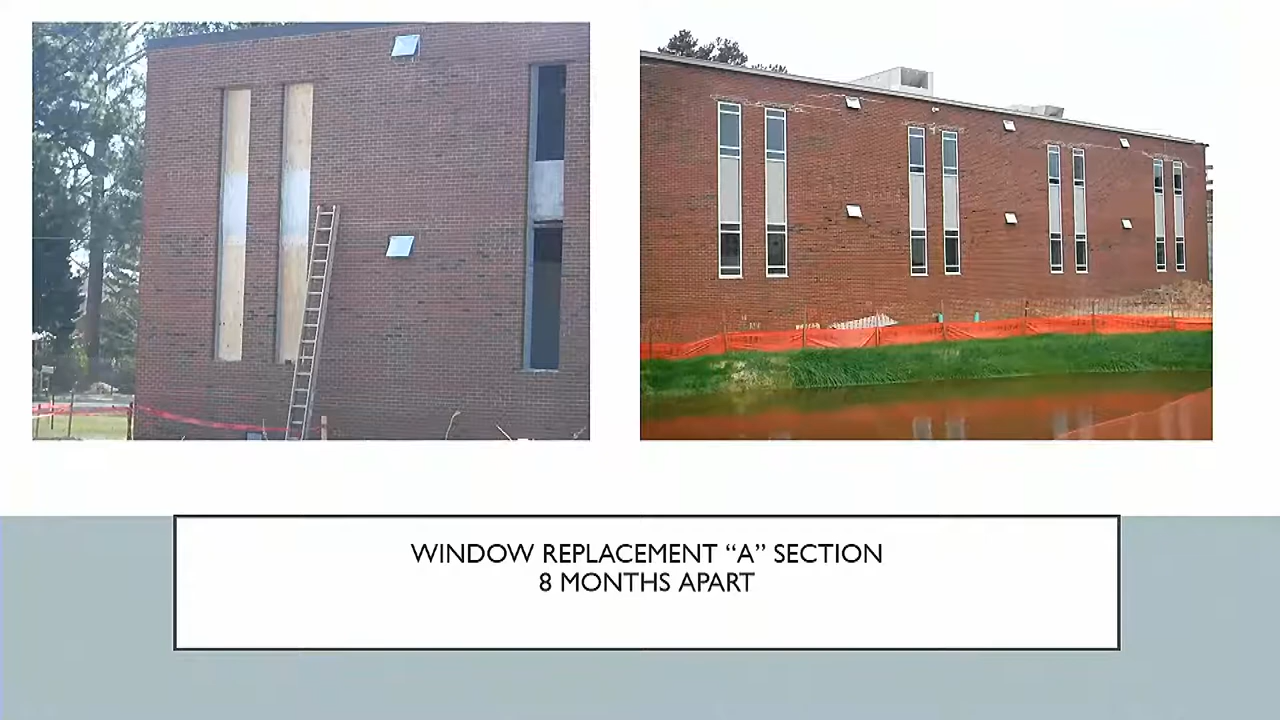 WINDOW REPLACEMENT “A” SECTION
8 MONTHS APART